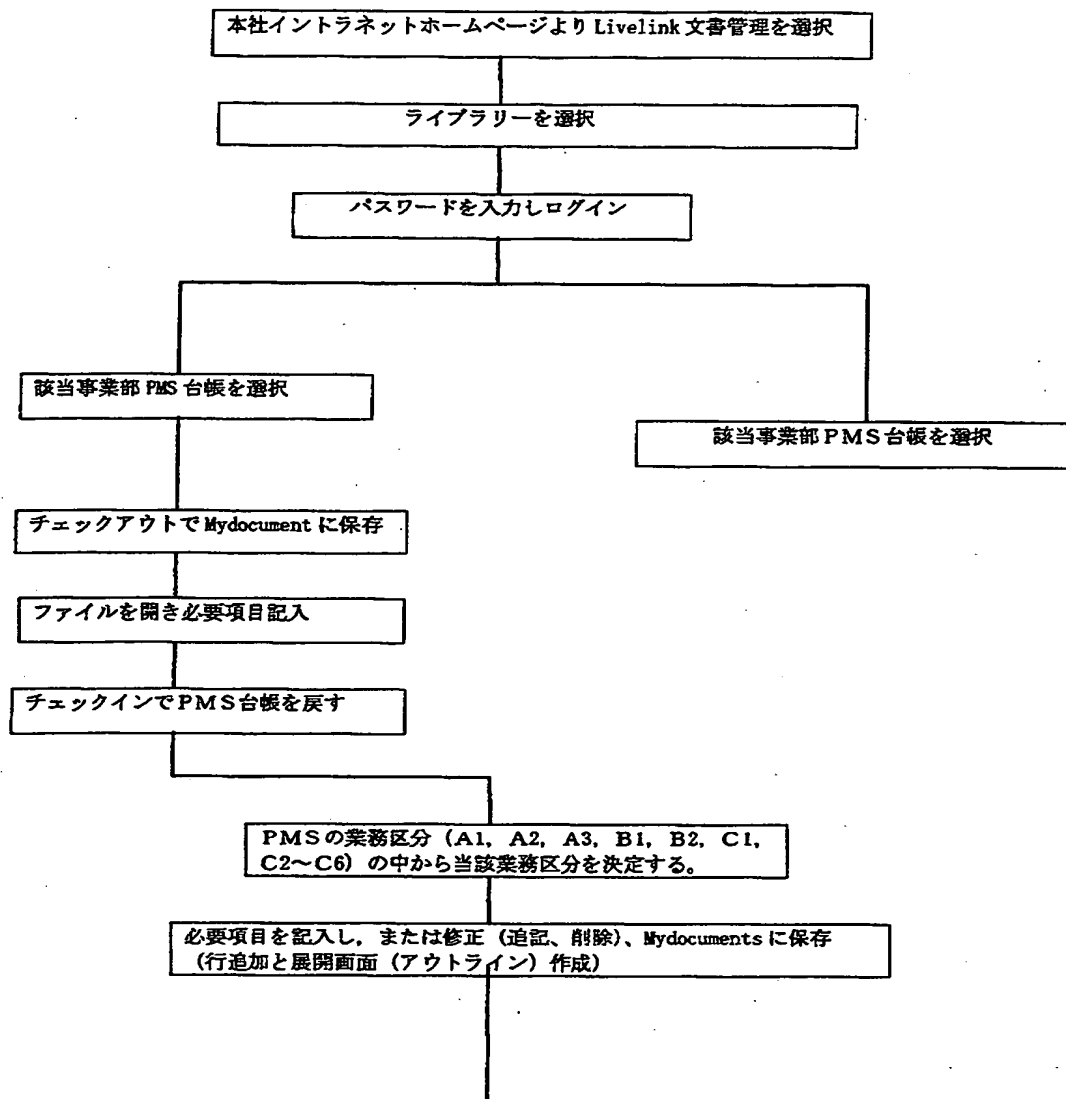 本社イントラネットホームページより Livelink 文書管理を選択
ライブラリーを選択
パスワードを入力しログイン
該当事業部 PMS 台帳を選択
該当事業部ＰＭＳ台帳を選択
チェックアウトで Mydocument に保存
ファイルを開き必要項目記入
チェックインでＰＭＳ台帳を戻す
ＰＭＳの業務区分（A1，A2，A3，B1，B2，C1，
C2〜C6）の中から当該業務区分を決定する。
必要項目を記入し，または修正（追記、削除）、Mydocuments に保存
（行追加と展開画面（アウトライン）作成）